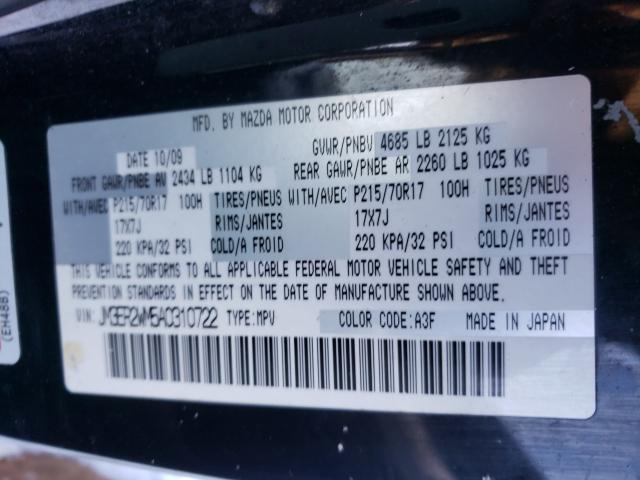 MFD. BY MAZDA MOTOR CORPORATION
DATE 10/09 GVWR/PNBV 4685 LB 2125 KG
FRONT GAWR/PNBE AV 2434 LB 1104 KG REAR GAWR/PNBE AR 2260 LB 1025 KG
WITH/AVEC P215/70R17 100H TIRES/PNEUS WITH/AVEC P215/70R17 100H TIRES/PNEUS
17X7J RIMS/JANTES 17X7J RIMS/JANTES
220 KPA/32 PSI COLD/A FROID 220 KPA/32 PSI COLD/A FROID
THIS VEHICLE CONFORMS TO ALL APPLICABLE FEDERAL MOTOR VEHICLE SAFETY AND THEFT
PREVENTION STANDARDS IN EFFECT ON THE DATE OF MANUFACTURE SHOWN ABOVE.
VIN: JM3ER2WM5A0310722 TYPE:MPV COLOR CODE:A3F MADE IN JAPAN
(EH48B)